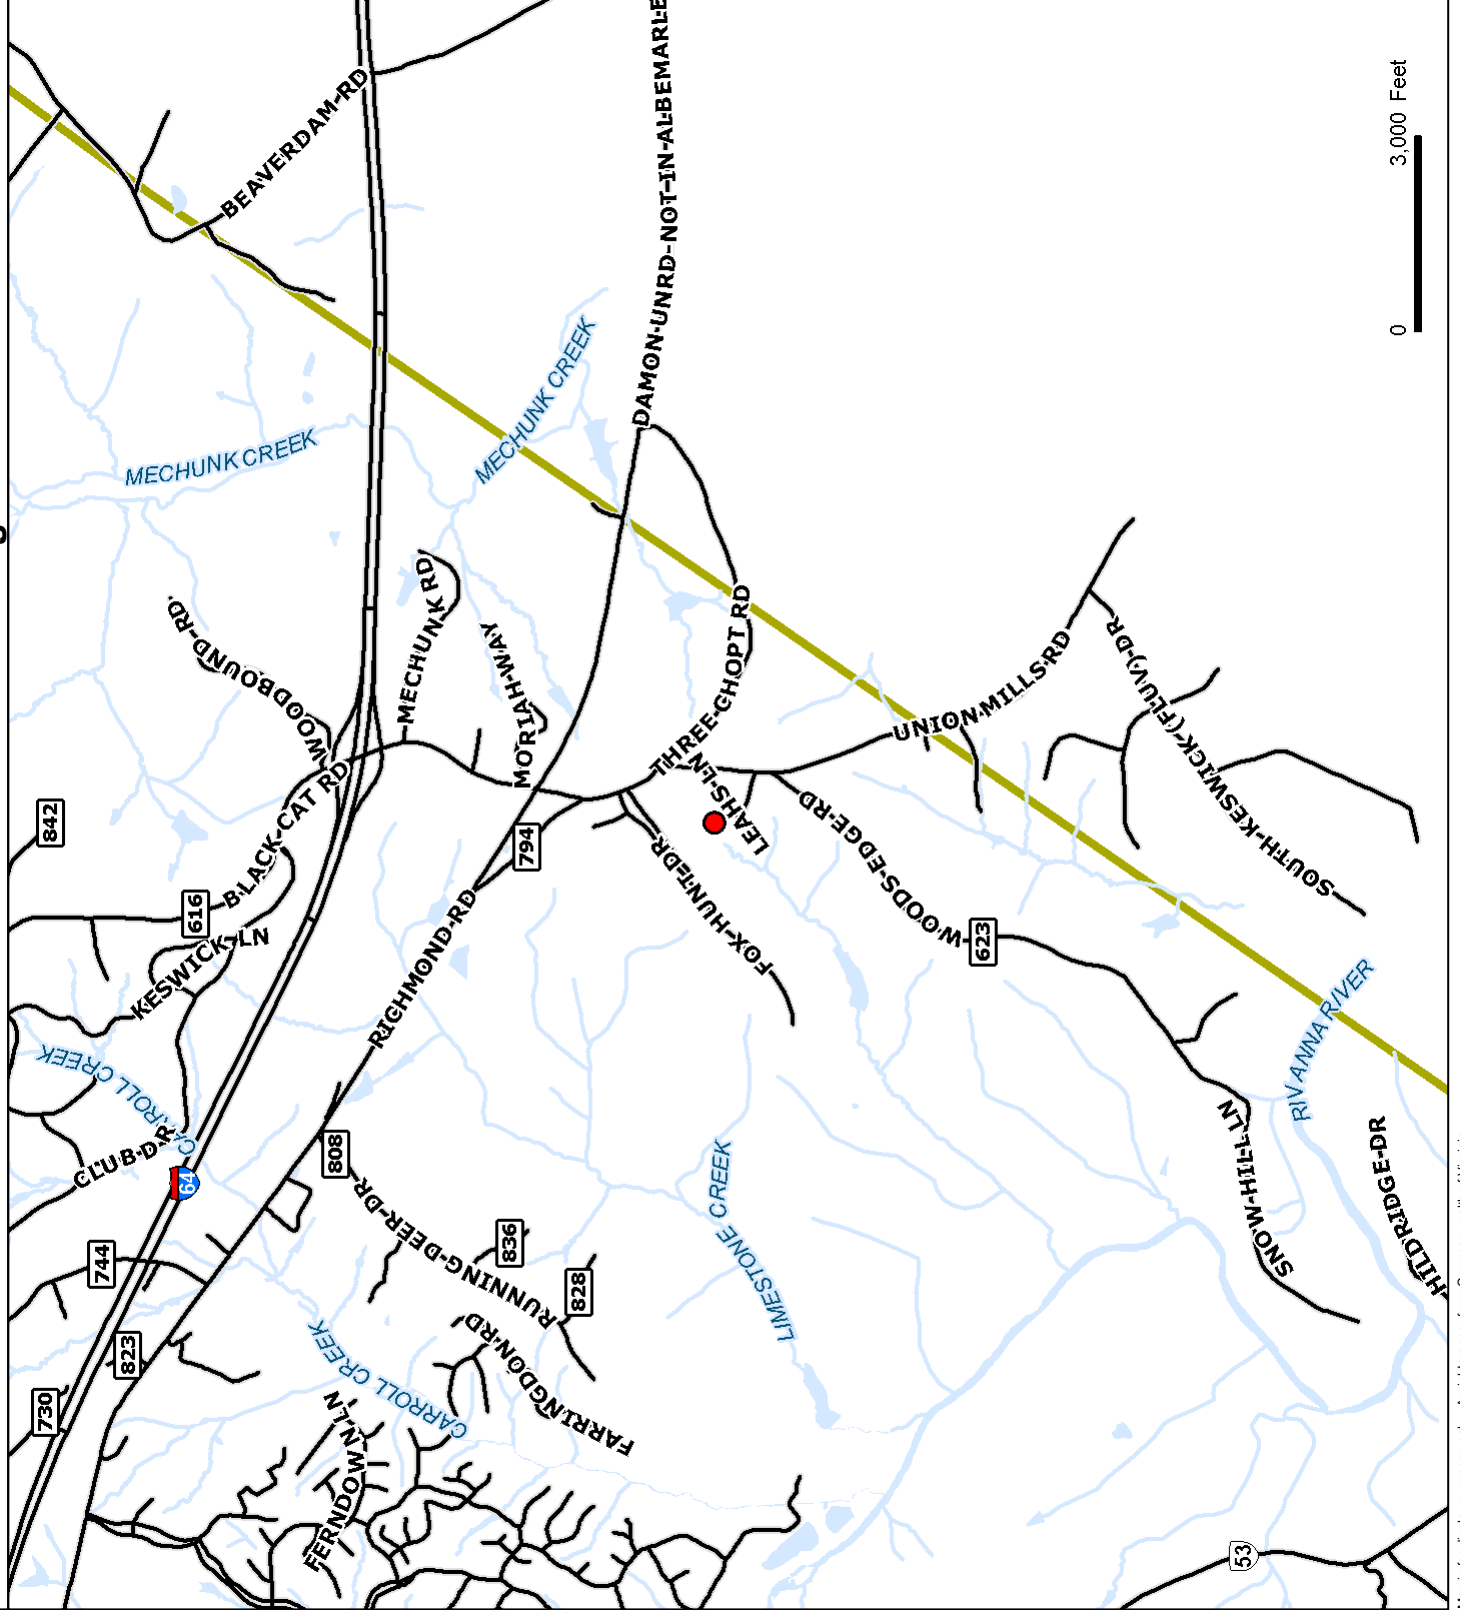 BEAVERDAM-RD
DAMON-UNRD-NOT-IN-ALBEMARLE
3,000 Feet
0
MECHUNK CREEK
MECHUNK CREEK
WOODBOUND-RD
MECHUNK RD
MORIAH-WAY
THREE-CHOPT RD
UNION-MILLS-RD
SOUTH-KESWICK-(FLUV)-DR
842
BLACK-CAT RD
616
KESWICK-LN
794
LEAHS-LN
WOODS-EDGE-RD
FOX-HUNT-DR
623
RICHMOND-RD
CARROLL CREEK
CLUB-DR
64
808
RUNNING-DEER-DR
836
828
LIMESTONE CREEK
RIVANNA RIVER
SNOW-HILL-LN
HILDRIDGE-DR
744
823
730
CARROLL CREEK
FARRINGDON-RD
FERNDOWN-LN
53